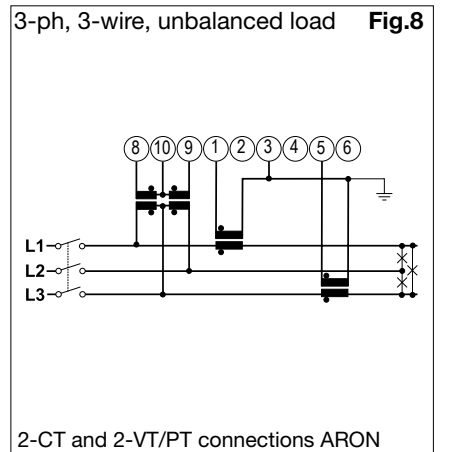 3-ph, 3-wire, unbalanced load Fig.8
8 10 9 1 2 3 4 5 6
L1
L2
L3
2-CT and 2-VT/PT connections ARON